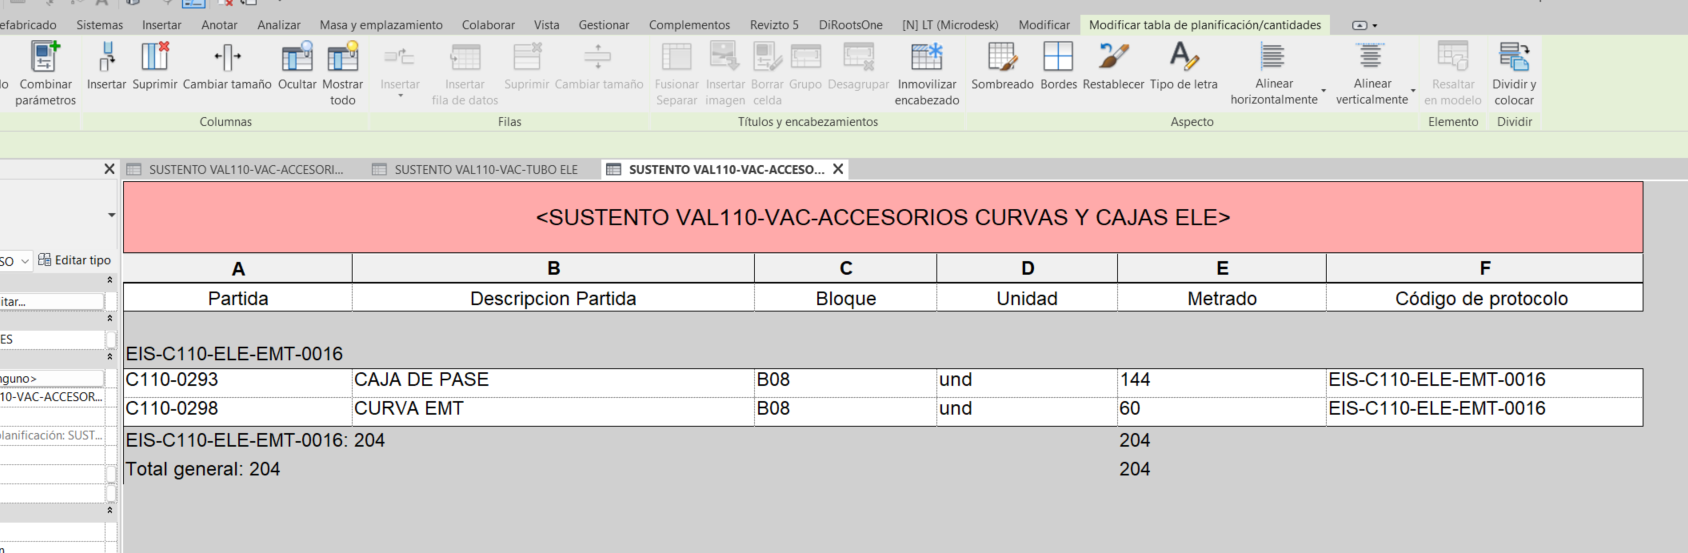 efabricado Sistemas Insertar Anotar Analizar Masa y emplazamiento Colaborar Vista Gestionar Complementos Revizto 5 DiRootsOne [N] LT (Microdesk) Modificar Modificar tabla de planificación/cantidades
Combinar parámetros
Insertar
Suprimir
Cambiar tamaño
Ocultar
Mostrar todo
Insertar
Insertar fila de datos
Suprimir
Cambiar tamaño
Fusionar Separar
Insertar imagen
Borrar celda
Grupo
Desagrupar
Inmovilizar encabezado
Sombreado
Bordes
Restablecer
Tipo de letra
Alinear horizontalmente
Alinear verticalmente
Resaltar en modelo
Dividir y colocar
Columnas Filas Títulos y encabezamientos Aspecto Elemento Dividir
SUSTENTO VAL110-VAC-ACCESORI... SUSTENTO VAL110-VAC-TUBO ELE SUSTENTO VAL110-VAC-ACCESO...
<SUSTENTO VAL110-VAC-ACCESORIOS CURVAS Y CAJAS ELE>
SO Editar tipo
itar...
ES
nguno>
10-VAC-ACCESOR...
lanificación: SUST...
A B C D E F
Partida Descripcion Partida Bloque Unidad Metrado Código de protocolo
EIS-C110-ELE-EMT-0016
C110-0293 CAJA DE PASE B08 und 144 EIS-C110-ELE-EMT-0016
C110-0298 CURVA EMT B08 und 60 EIS-C110-ELE-EMT-0016
EIS-C110-ELE-EMT-0016: 204 204
Total general: 204 204